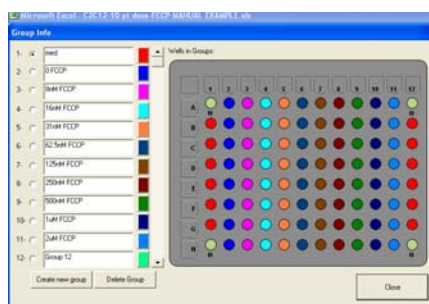 Microsoft Excel - C2C12-10 pt dose-FCCP MANUAL EXAMPLE.xls
Group Info
Wells in Groups:
1- med
2- 0 FCCP
3- 8nM FCCP
4- 16nM FCCP
5- 31nM FCCP
6- 62.5nM FCCP
7- 125nM FCCP
8- 250nM FCCP
9- 500nM FCCP
10- 1uM FCCP
11- 2uM FCCP
12- Group 12
1 2 3 4 5 6 7 8 9 10 11 12
A
B
C
D
E
F
G
H
B B
B B
Create new group Delete Group
Close